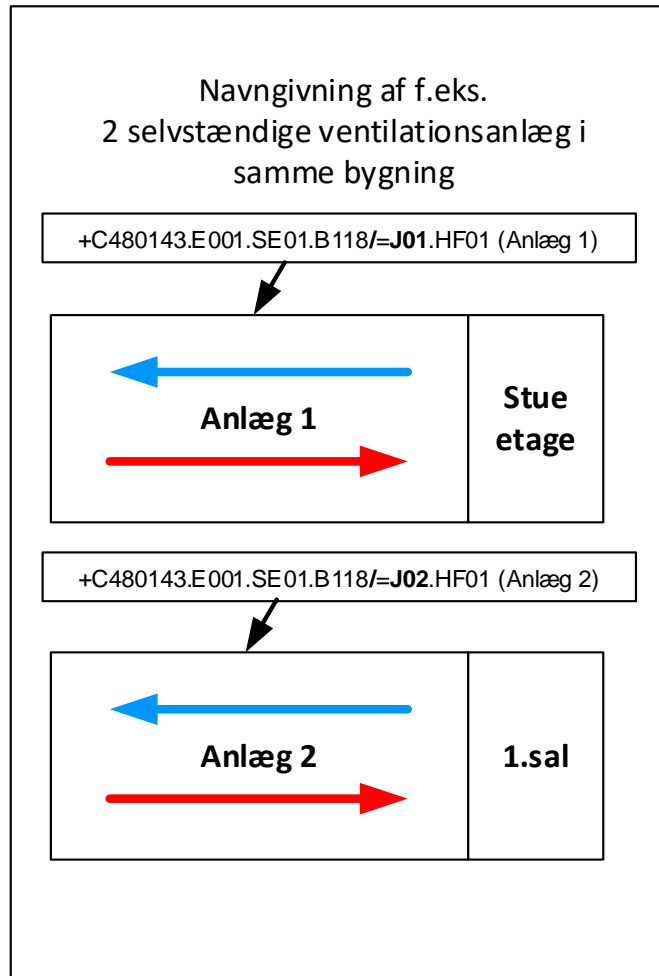 Navngivning af f.eks.
2 selvstændige ventilationsanlæg i
samme bygning
+C480143.E001.SE01.B118/=J01.HF01 (Anlæg 1)
Anlæg 1
Stue
etage
+C480143.E001.SE01.B118/=J02.HF01 (Anlæg 2)
Anlæg 2
1.sal